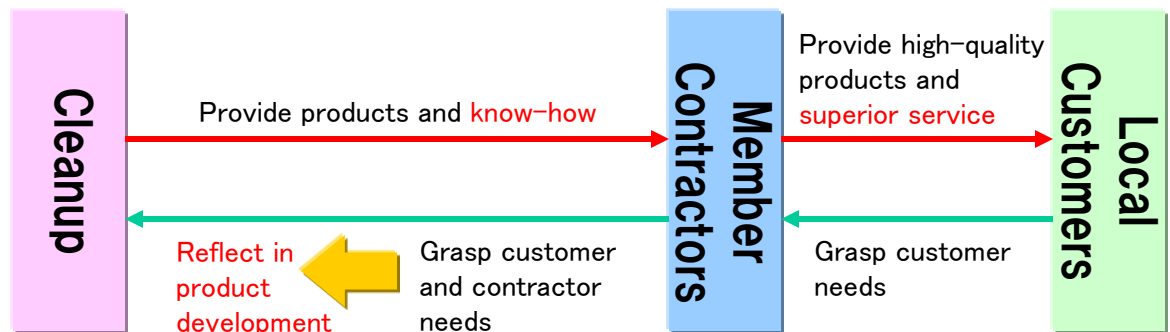 Cleanup
Provide products and know-how
Member
Contractors
Provide high-quality
products and
superior service
Local
Customers
Reflect in
product
development
Grasp customer
and contractor
needs
Grasp customer
needs